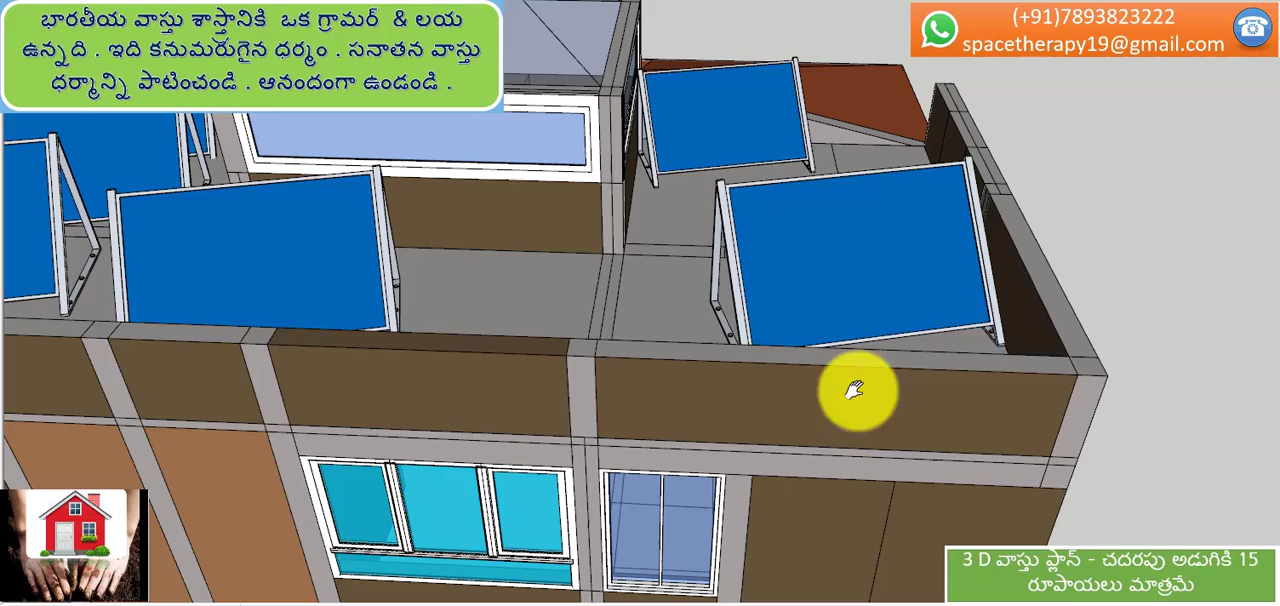 భారతీయ వాస్తు శాస్త్రానికి ఒక గ్రామర్ & లయ
ఉన్నది . ఇది కనుమరుగైన ధర్మం . సనాతన వాస్తు
ధర్మాన్ని పాటించండి . ఆనందంగా ఉండండి .
(+91)7893823222
spacetherapy19@gmail.com
3 D వాస్తు ప్లాన్ - చదరపు అడుగికి 15
రూపాయలు మాత్రమే